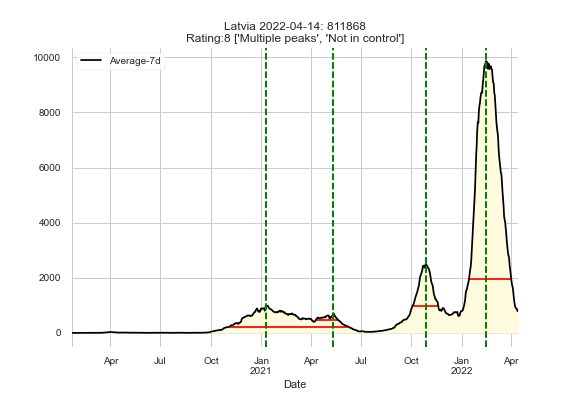 Latvia 2022-04-14: 811868
Rating:8 ['Multiple peaks', 'Not in control']
Average-7d
10000
8000
6000
4000
2000
0
Apr Jul Oct Jan Apr Jul Oct Jan Apr
2021 2022
Date